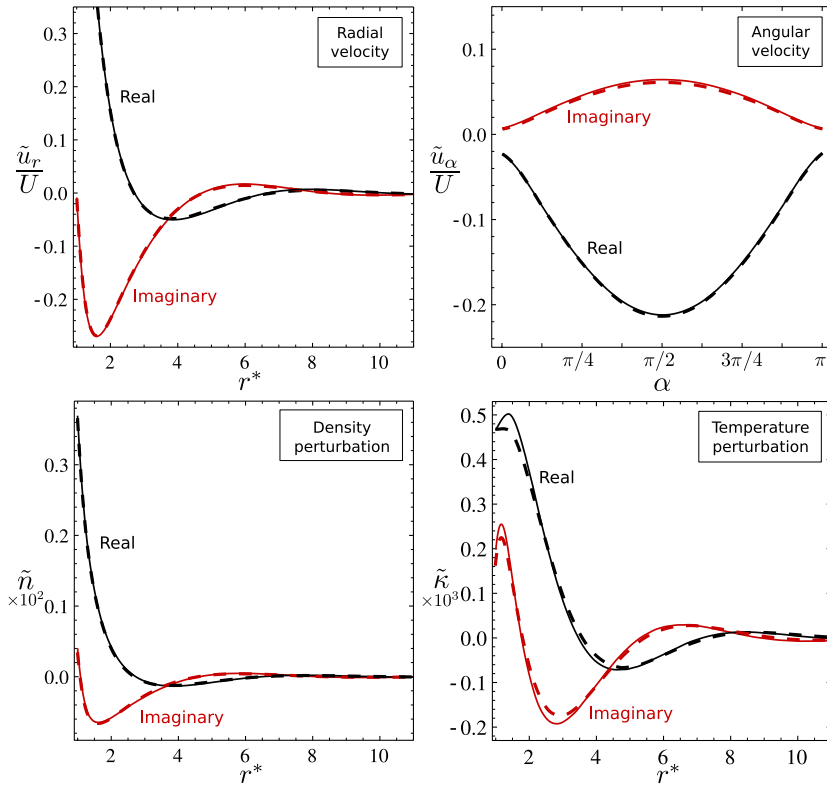 Radial
velocity
Real
Imaginary
ũ_r
U
0.3
0.2
0.1
0.0
-0.1
-0.2
2 4 6 8 10
r*
Angular
velocity
Imaginary
Real
ũ_α
U
0.1
0.0
-0.1
-0.2
0 π/4 π/2 3π/4 π
α
Density
perturbation
Real
Imaginary
ñ
×10²
0.3
0.2
0.1
0.0
2 4 6 8 10
r*
Temperature
perturbation
Real
Imaginary
κ̃
×10³
0.5
0.4
0.3
0.2
0.1
0.0
-0.1
-0.2
2 4 6 8 10
r*